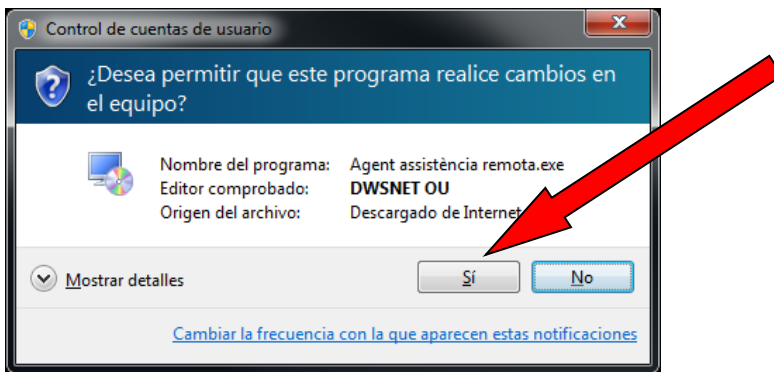 Control de cuentas de usuario
¿Desea permitir que este programa realice cambios en
el equipo?
Nombre del programa: Agent assistència remota.exe
Editor comprobado: DWSNET OU
Origen del archivo: Descargado de Internet
Mostrar detalles
Sí
No
Cambiar la frecuencia con la que aparecen estas notificaciones